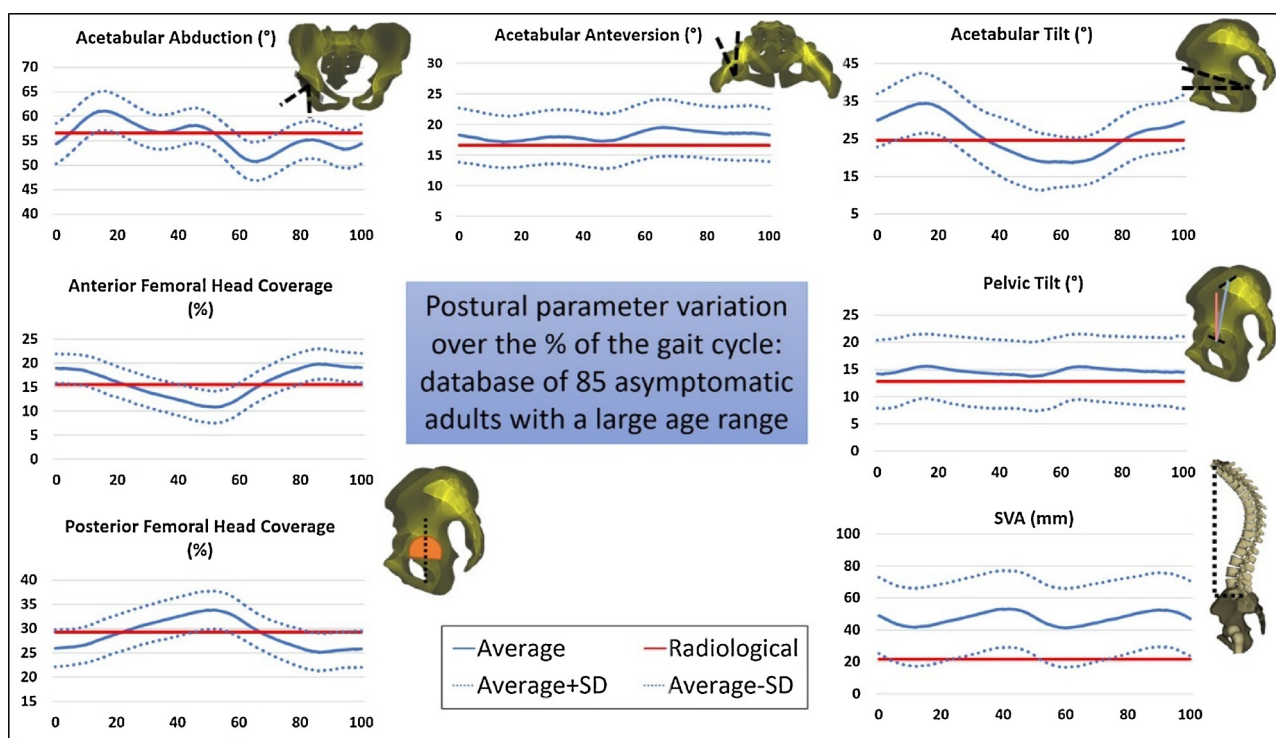 Acetabular Abduction (°)
70
65
60
55
50
45
40
0 20 40 60 80 100
Acetabular Anteversion (°)
30
25
20
15
10
5
0 20 40 60 80 100
Acetabular Tilt (°)
45
35
25
15
5
0 20 40 60 80 100
Anterior Femoral Head Coverage
(%)
25
20
15
10
5
0
0 20 40 60 80 100
Postural parameter variation
over the % of the gait cycle:
database of 85 asymptomatic
adults with a large age range
Pelvic Tilt (°)
25
20
15
10
5
0
0 20 40 60 80 100
Posterior Femoral Head Coverage
(%)
40
35
30
25
20
15
0 20 40 60 80 100
Average
Radiological
Average+SD
Average-SD
SVA (mm)
100
80
60
40
20
0
0 20 40 60 80 100